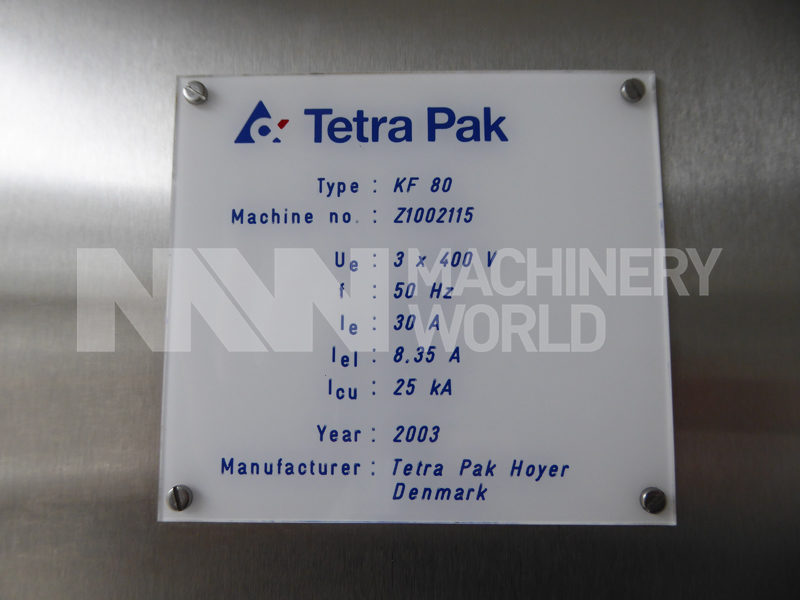 Tetra Pak
Type : KF 80
Machine no. : Z1002115
Ue : 3 x 400 V
f : 50 Hz
Ie : 30 A
Iel : 8.35 A
Icu : 25 kA
Year : 2003
Manufacturer : Tetra Pak Hoyer
Denmark
MW MACHINERY
WORLD